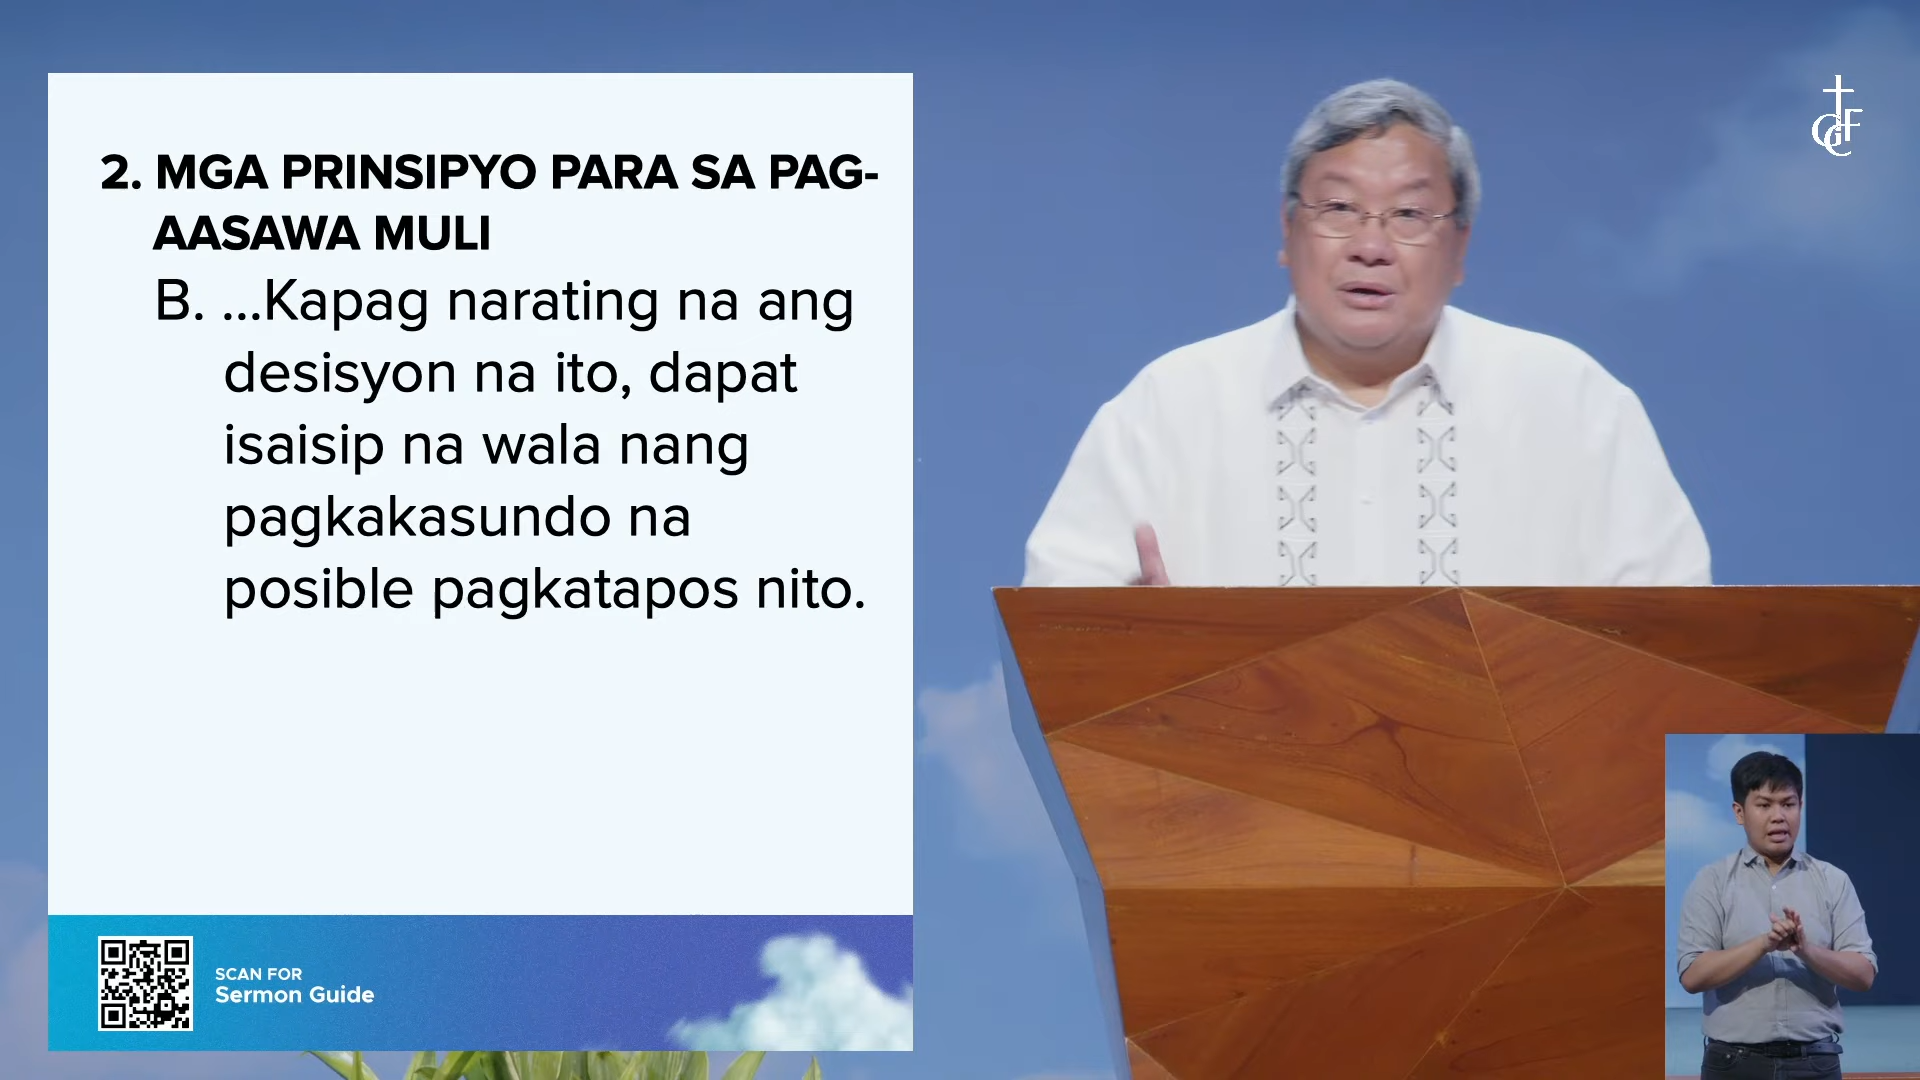 2. MGA PRINSIPYO PARA SA PAG-
AASAWA MULI
B. ...Kapag narating na ang
desisyon na ito, dapat
isaisip na wala nang
pagkakasundo na
posible pagkatapos nito.
SCAN FOR
Sermon Guide
GCF